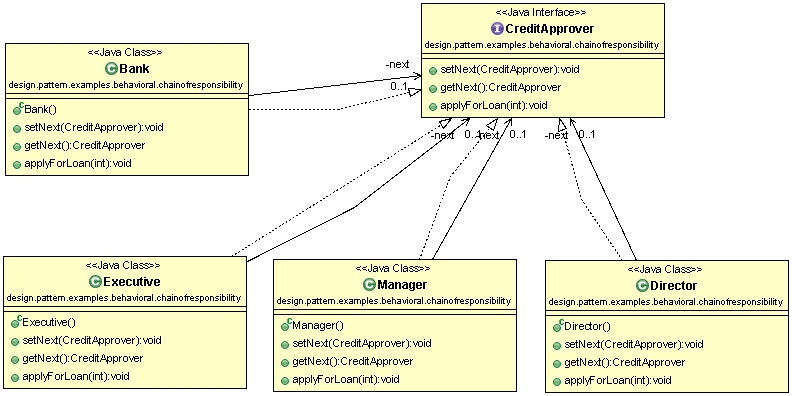 <<Java Interface>>
CreditApprover
design.pattern.examples.behavioral.chainofresponsibility
setNext(CreditApprover):void
getNext():CreditApprover
applyForLoan(int):void
<<Java Class>>
Bank
design.pattern.examples.behavioral.chainofresponsibility
Bank()
setNext(CreditApprover):void
getNext():CreditApprover
applyForLoan(int):void
-next
0..1
-next 0..1
-next 0..1
-next 0..1
<<Java Class>>
Executive
design.pattern.examples.behavioral.chainofresponsibility
Executive()
setNext(CreditApprover):void
getNext():CreditApprover
applyForLoan(int):void
<<Java Class>>
Manager
design.pattern.examples.behavioral.chainofresponsibility
Manager()
setNext(CreditApprover):void
getNext():CreditApprover
applyForLoan(int):void
<<Java Class>>
Director
design.pattern.examples.behavioral.chainofresponsibility
Director()
setNext(CreditApprover):void
getNext():CreditApprover
applyForLoan(int):void